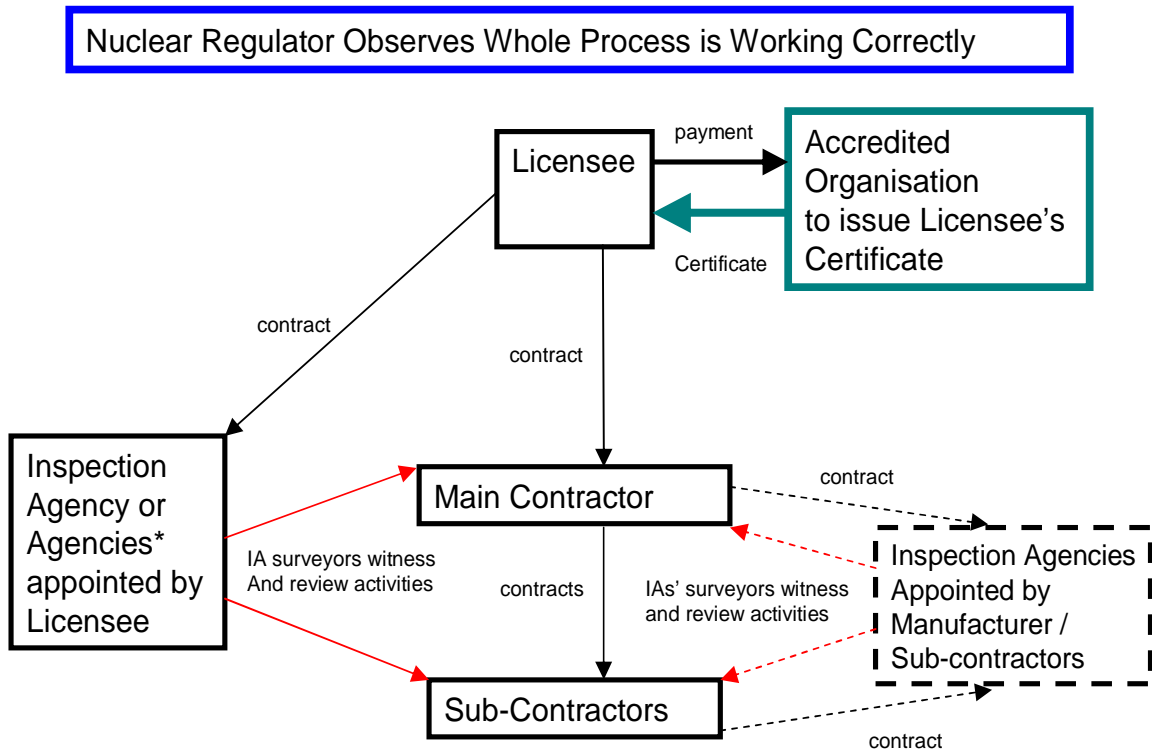 Nuclear Regulator Observes Whole Process is Working Correctly
payment
Licensee
Accredited
Organisation
to issue Licensee's
Certificate
Certificate
contract
contract
Inspection
Agency or
Agencies*
appointed by
Licensee
Main Contractor
contract
IA surveyors witness
And review activities
contracts
IAs' surveyors witness
and review activities
Inspection Agencies
Appointed by
Manufacturer /
Sub-contractors
Sub-Contractors
contract